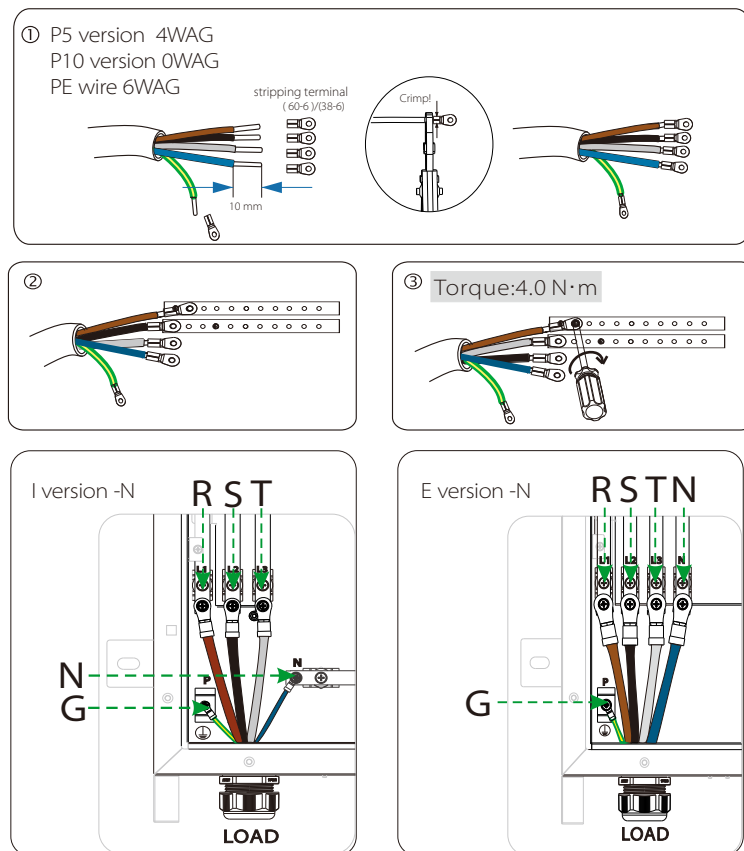 ① P5 version 4WAG
P10 version 0WAG
PE wire 6WAG
stripping terminal
( 60-6 )/(38-6)
Crimp!
10 mm
②
③ Torque:4.0 N·m
I version -N
R S T
L1 L2 L3
N
N
P
G
LOAD
E version -N
R S T N
L1 L2 L3 N
P
G
LOAD